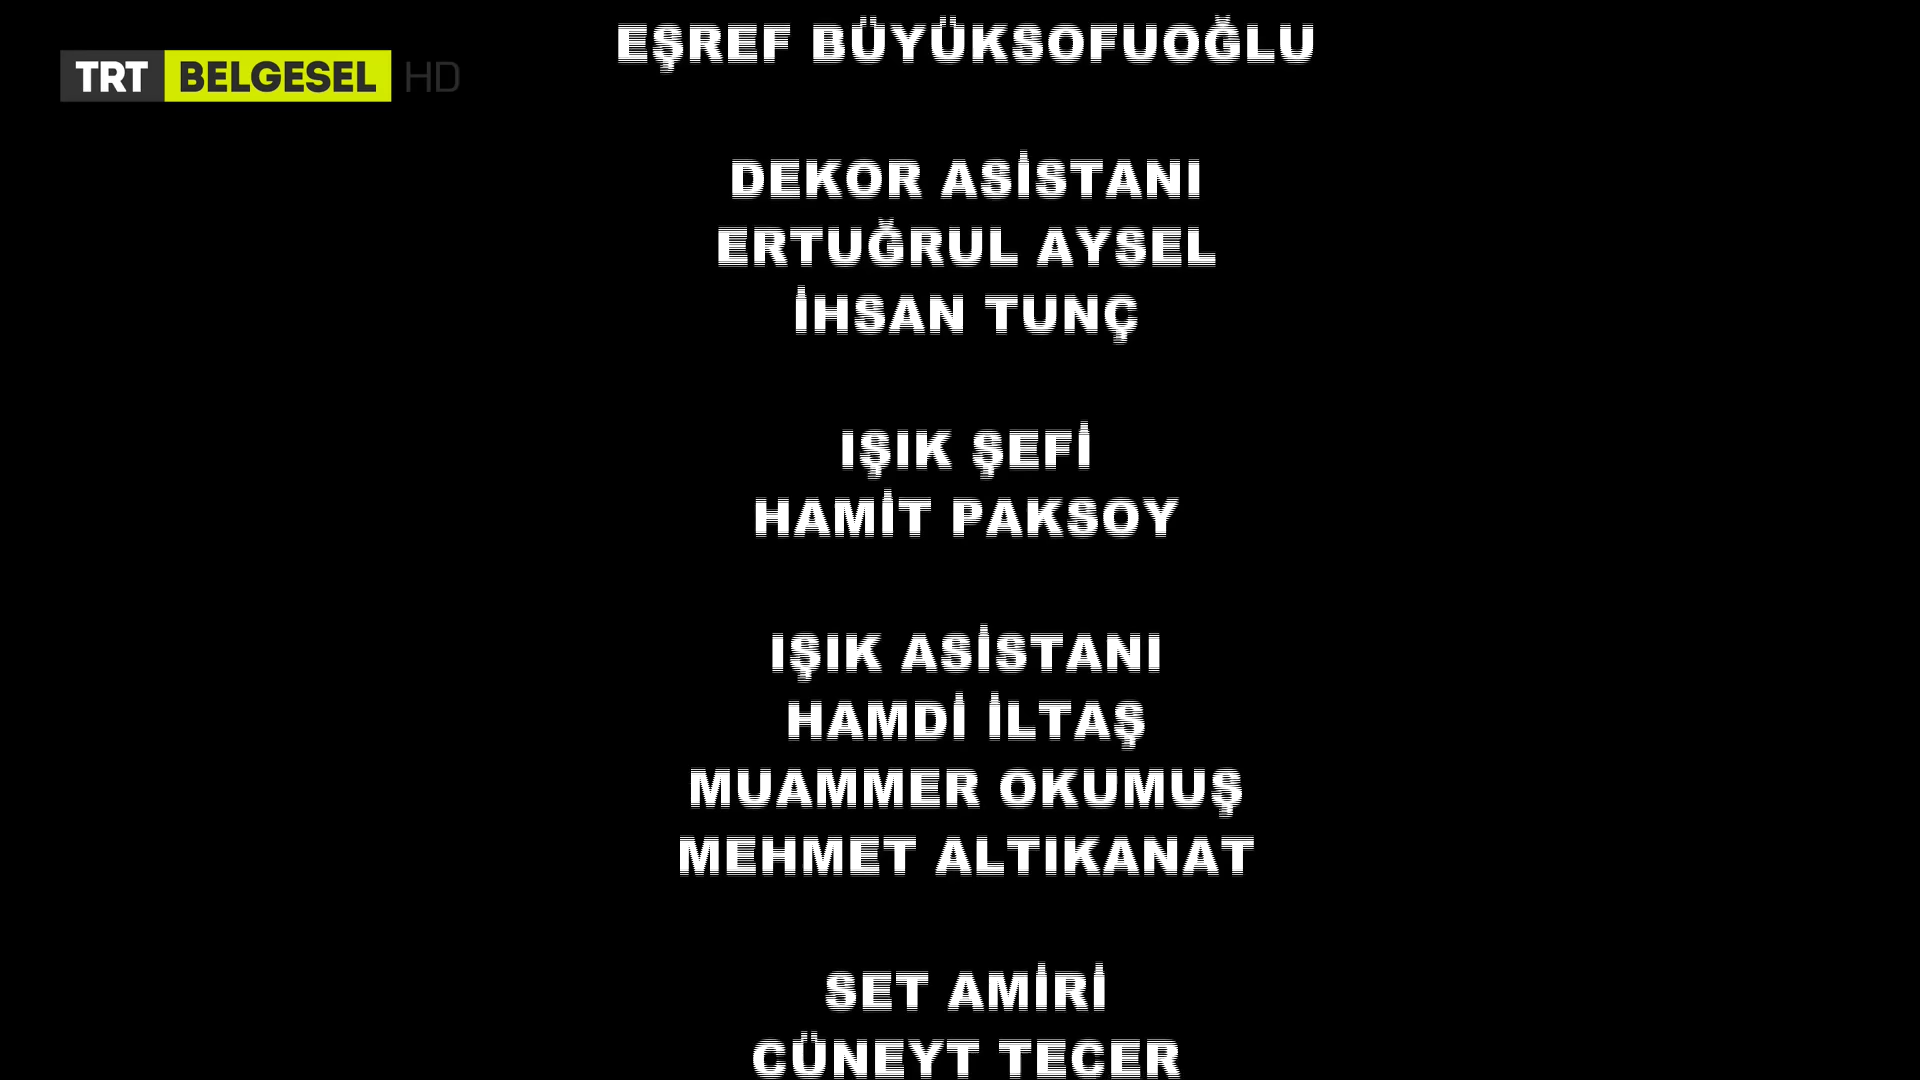 TRT BELGESEL HD
EŞREF BÜYÜKSOFUOĞLU
DEKOR ASİSTANI
ERTUĞRUL AYSEL
İHSAN TUNÇ
IŞIK ŞEFİ
HAMİT PAKSOY
IŞIK ASİSTANI
HAMDİ İLTAŞ
MUAMMER OKUMUŞ
MEHMET ALTIKANAT
SET AMİRİ
CÜNEYT TECER